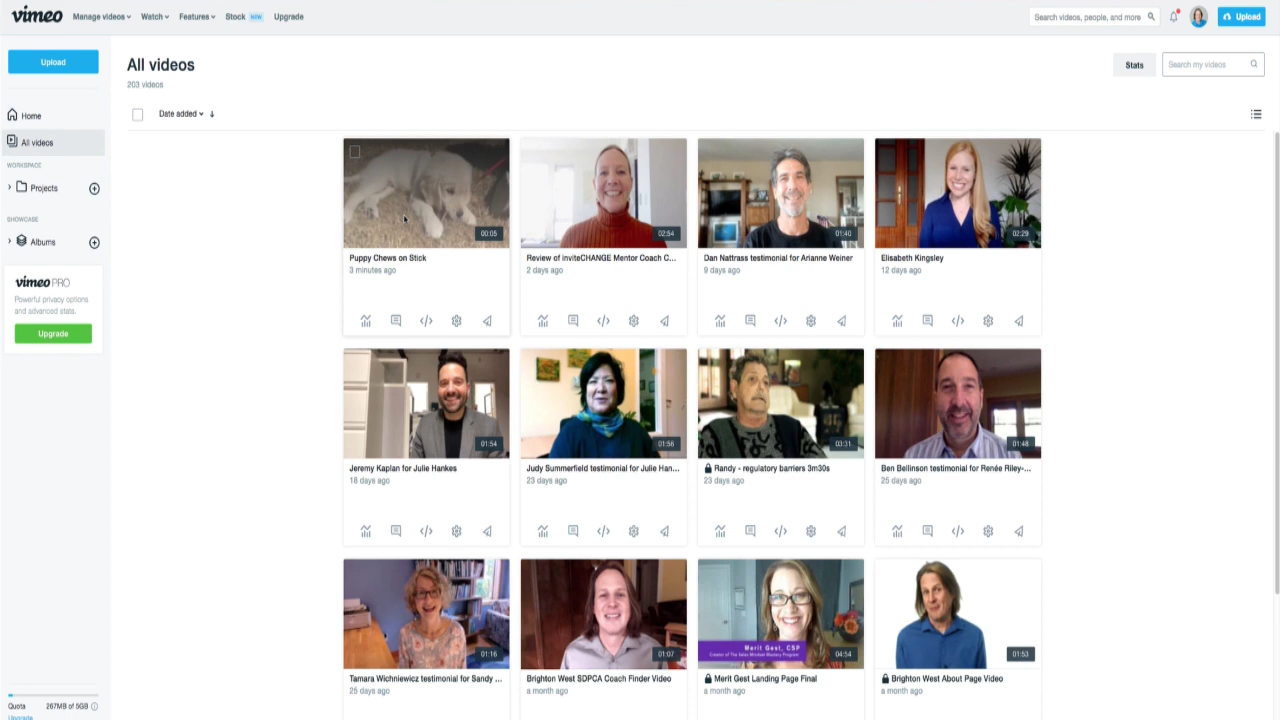 vimeo Manage videos Watch Features Stock NEW Upgrade Search videos, people, and more Upload
Upload
All videos
Stats
Search my videos
203 videos
Date added
Home
All videos
WORKSPACE
Projects
SHOWCASE
Albums
vimeo PRO
Powerful privacy options
and advanced stats.
Upgrade
Quota 267MB of 5GB
Upgrade
00:05
02:54
01:40
02:29
Puppy Chews on Stick
3 minutes ago
Review of inviteCHANGE Mentor Coach C...
2 days ago
Dan Nattrass testimonial for Arianne Weiner
9 days ago
Elisabeth Kingsley
12 days ago
01:54
01:56
03:31
01:48
Jeremy Kaplan for Julie Hankes
18 days ago
Judy Summerfield testimonial for Julie Han...
23 days ago
Randy - regulatory barriers 3m30s
23 days ago
Ben Bellinson testimonial for Renée Riley-...
25 days ago
01:16
01:07
Merit Gest, CSP
Creator of The Sales Mindset Mastery Program
04:54
01:53
Tamara Wichniewicz testimonial for Sandy ...
25 days ago
Brighton West SDPCA Coach Finder Video
a month ago
Merit Gest Landing Page Final
a month ago
Brighton West About Page Video
a month ago